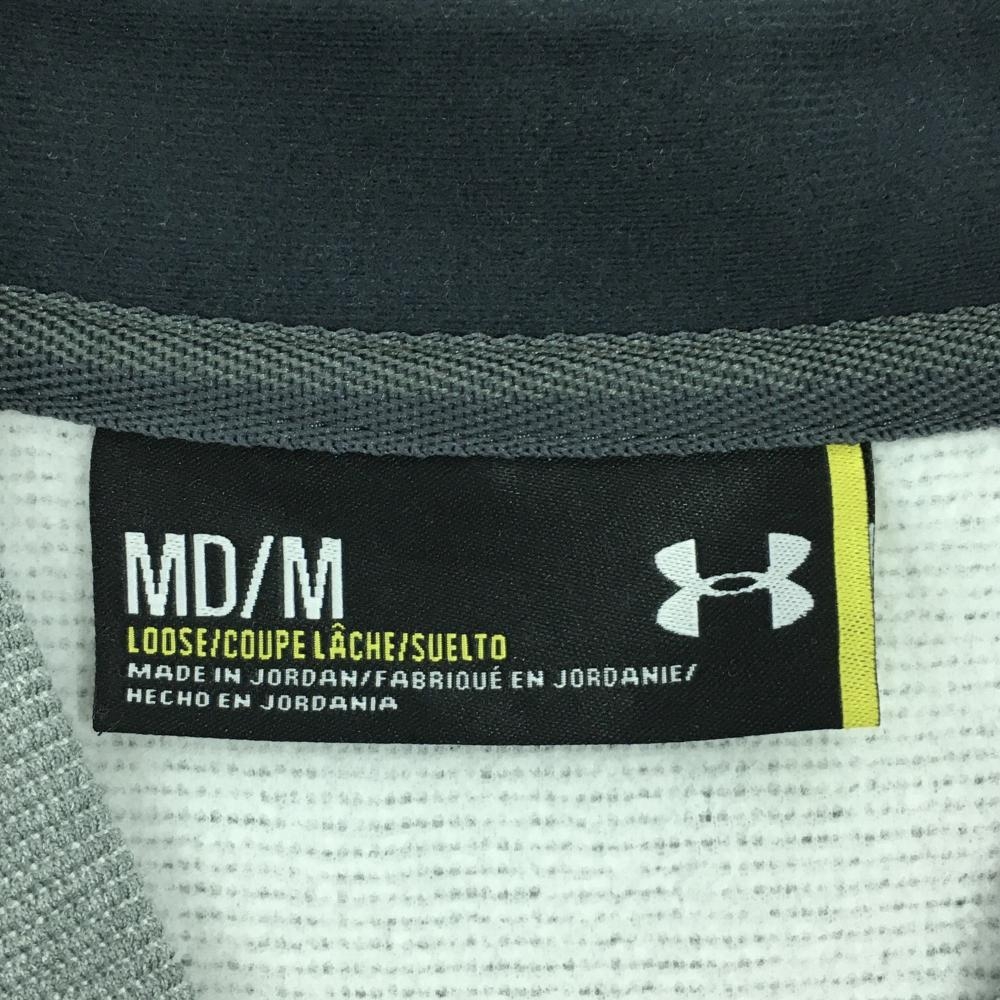 MD/M
LOOSE/COUPE LÂCHE/SUELTO
MADE IN JORDAN/FABRIQUÉ EN JORDANIE/
HECHO EN JORDANIA